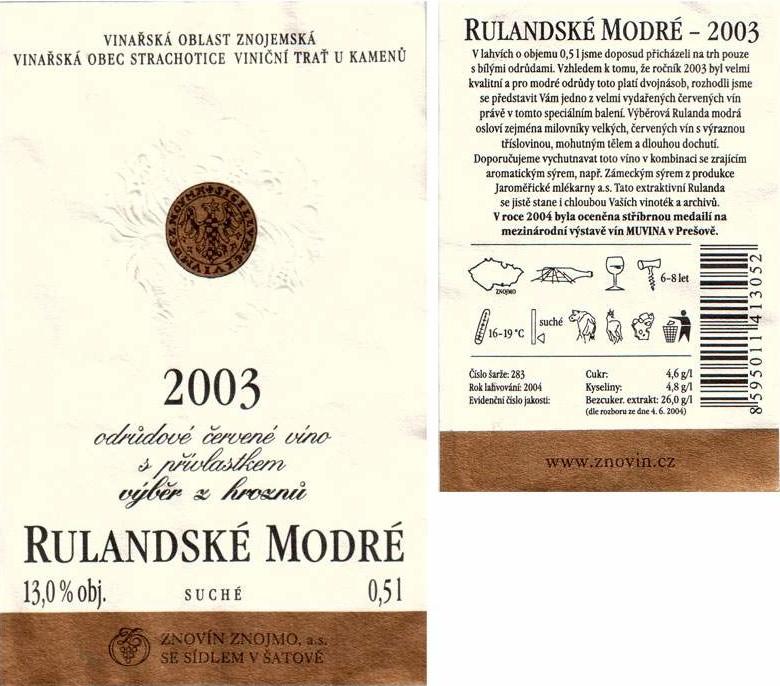 VINAŘSKÁ OBLAST ZNOJEMSKÁ
VINAŘSKÁ OBEC STRACHOTICE VINIČNÍ TRAŤ U KAMENŮ
2003
odrůdové červené víno
s přívlastkem
výběr z hroznů
RULANDSKÉ MODRÉ
13,0 % obj. SUCHÉ 0,5 l
ZNOVÍN ZNOJMO, a.s.
SE SÍDLEM V ŠATOVĚ
RULANDSKÉ MODRÉ – 2003
V lahvích o objemu 0,5 l jsme doposud přicházeli na trh pouze
s bílými odrůdami. Vzhledem k tomu, že ročník 2003 byl velmi
kvalitní a pro modré odrůdy toto platí dvojnásob, rozhodli jsme
se představit Vám jedno z velmi vydařených červených vín
právě v tomto speciálním balení. Výběrová Rulanda modrá
osloví zejména milovníky velkých, červených vín s výraznou
tříslovinou, mohutným tělem a dlouhou dochutí.
Doporučujeme vychutnavat toto víno v kombinaci se zrajícím
aromatickým sýrem, např. Zámeckým sýrem z produkce
Jaroměřické mlékarny a.s. Tato extraktivní Rulanda
se jistě stane i chloubou Vašich vinoték a archivů.
V roce 2004 byla oceněna stříbrnou medailí na
mezinárodní výstavě vín MUVINA v Prešově.
ZNOJMO
6–8 let
16–19 °C suché
Číslo šarže: 283
Rok lahvování: 2004
Evidenční číslo jakosti:
Cukr: 4,6 g/l
Kyseliny: 4,8 g/l
Bezcuker. extrakt: 26,0 g/l
(dle rozboru ze dne 4. 6. 2004)
8 595011 413052
www.znovin.cz